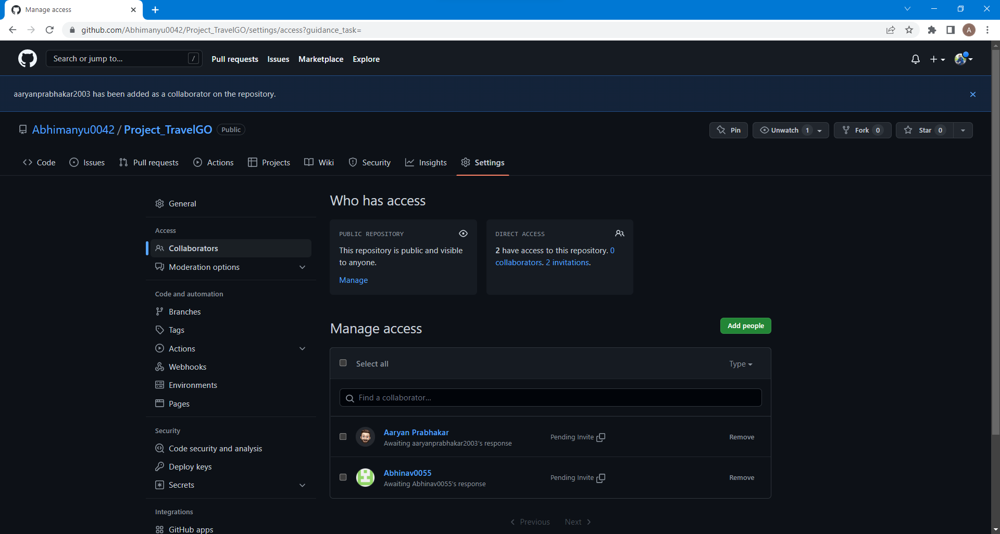 Manage access
github.com/Abhimanyu0042/Project_TravelGO/settings/access?guidance_task=
A
Search or jump to...
/
Pull requests
Issues
Marketplace
Explore
aaryanprabhakar2003 has been added as a collaborator on the repository.
Abhimanyu0042 / Project_TravelGO Public
Pin
Unwatch 1
Fork 0
Star 0
Code
Issues
Pull requests
Actions
Projects
Wiki
Security
Insights
Settings
General
Access
Collaborators
Moderation options
Code and automation
Branches
Tags
Actions
Webhooks
Environments
Pages
Security
Code security and analysis
Deploy keys
Secrets
Integrations
GitHub apps
Who has access
PUBLIC REPOSITORY
This repository is public and visible
to anyone.
Manage
DIRECT ACCESS
2 have access to this repository. 0
collaborators. 2 invitations.
Manage access
Add people
Select all
Type
Find a collaborator...
Aaryan Prabhakar
Awaiting aaryanprabhakar2003's response
Pending Invite
Remove
Abhinav0055
Awaiting Abhinav0055's response
Pending Invite
Remove
Previous
Next